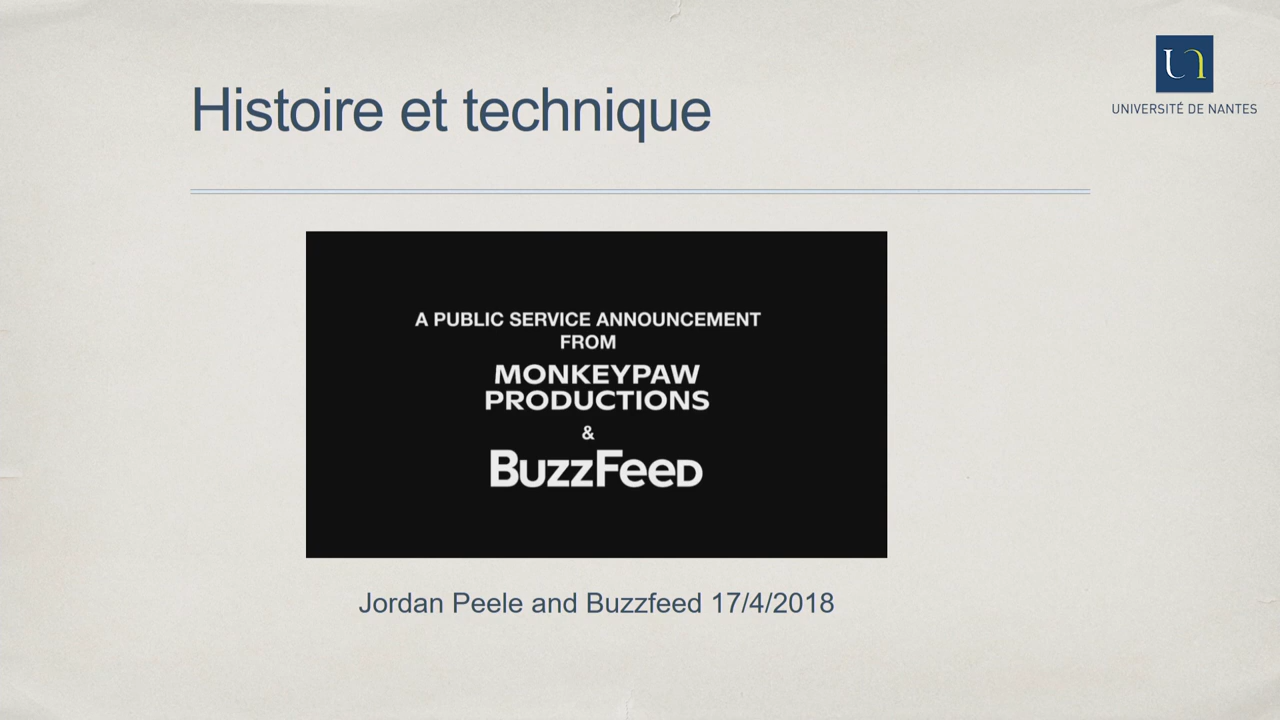 Histoire et technique
UNIVERSITÉ DE NANTES
A PUBLIC SERVICE ANNOUNCEMENT
FROM
MONKEYPAW
PRODUCTIONS
&
BUZZFEED
Jordan Peele and Buzzfeed 17/4/2018